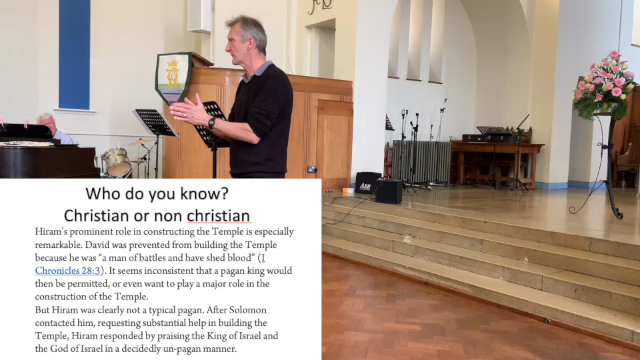 Who do you know?
Christian or non christian
Hiram's prominent role in constructing the Temple is especially
remarkable. David was prevented from building the Temple
because he was "a man of battles and have shed blood" (I
Chronicles 28:3). It seems inconsistent that a pagan king would
then be permitted, or even want to play a major role in the
construction of the Temple.
But Hiram was clearly not a typical pagan. After Solomon
contacted him, requesting substantial help in building the
Temple, Hiram responded by praising the King of Israel and
the God of Israel in a decidedly un-pagan manner.